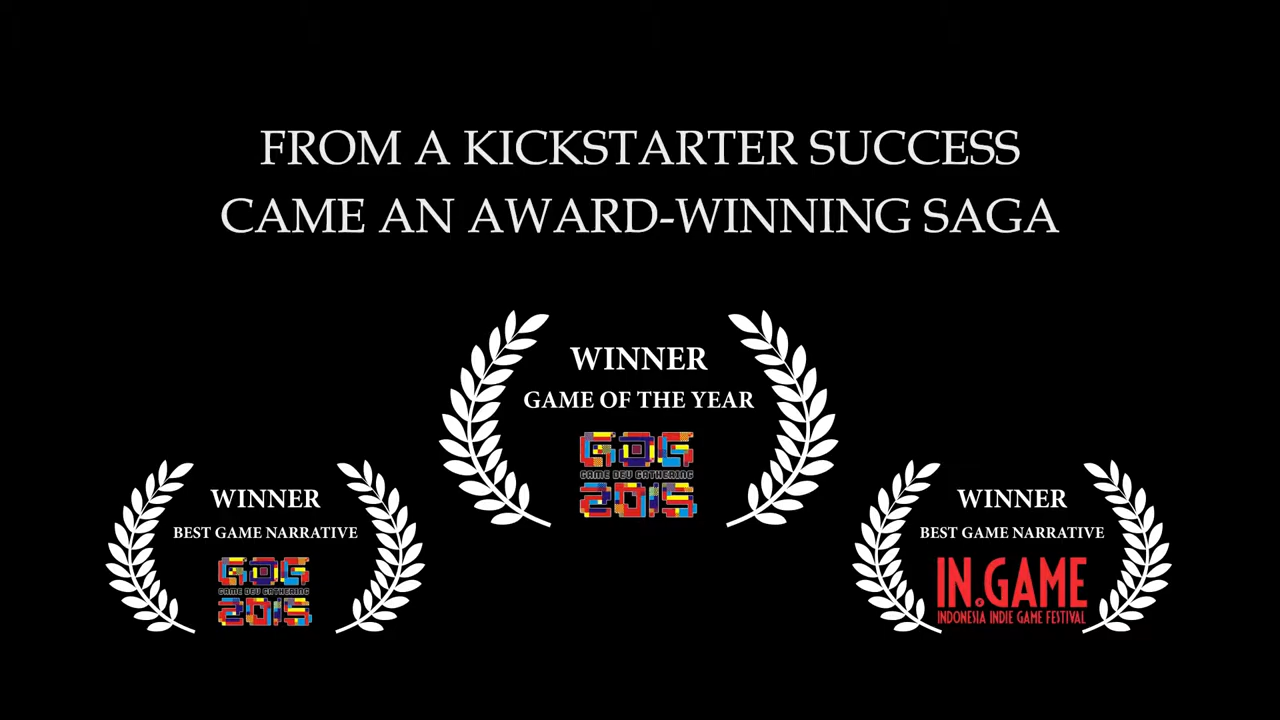 FROM A KICKSTARTER SUCCESS
CAME AN AWARD-WINNING SAGA
WINNER
GAME OF THE YEAR
GDG
GAME DEV GATHERING
2015
WINNER
BEST GAME NARRATIVE
GDG
GAME DEV GATHERING
2015
WINNER
BEST GAME NARRATIVE
IN.GAME
INDONESIA INDIE GAME FESTIVAL